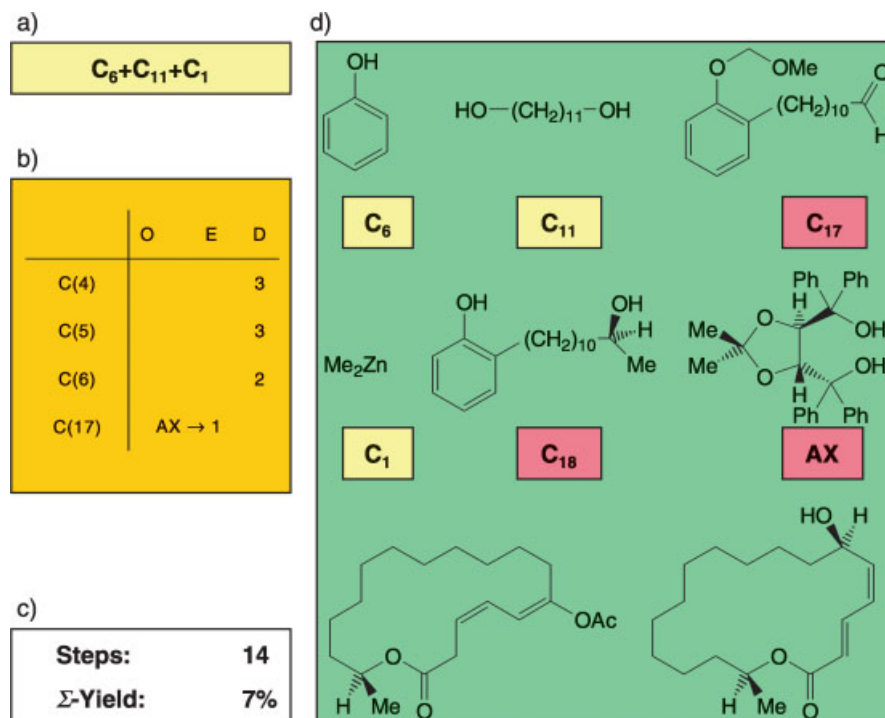 a)
C₆+C₁₁+C₁
b)
O E D
C(4) 3
C(5) 3
C(6) 2
C(17) AX → 1
c)
Steps: 14
Σ-Yield: 7%
d)
OH
HO—(CH₂)₁₁—OH
O OMe
(CH₂)₁₀
O
H
C₆
C₁₁
C₁₇
Me₂Zn
OH
(CH₂)₁₀
OH
H
Me
Ph Ph
H
OH
Me O
Me O
OH
H
Ph Ph
C₁
C₁₈
AX
OAc
O
H Me O
HO H
O
H Me O